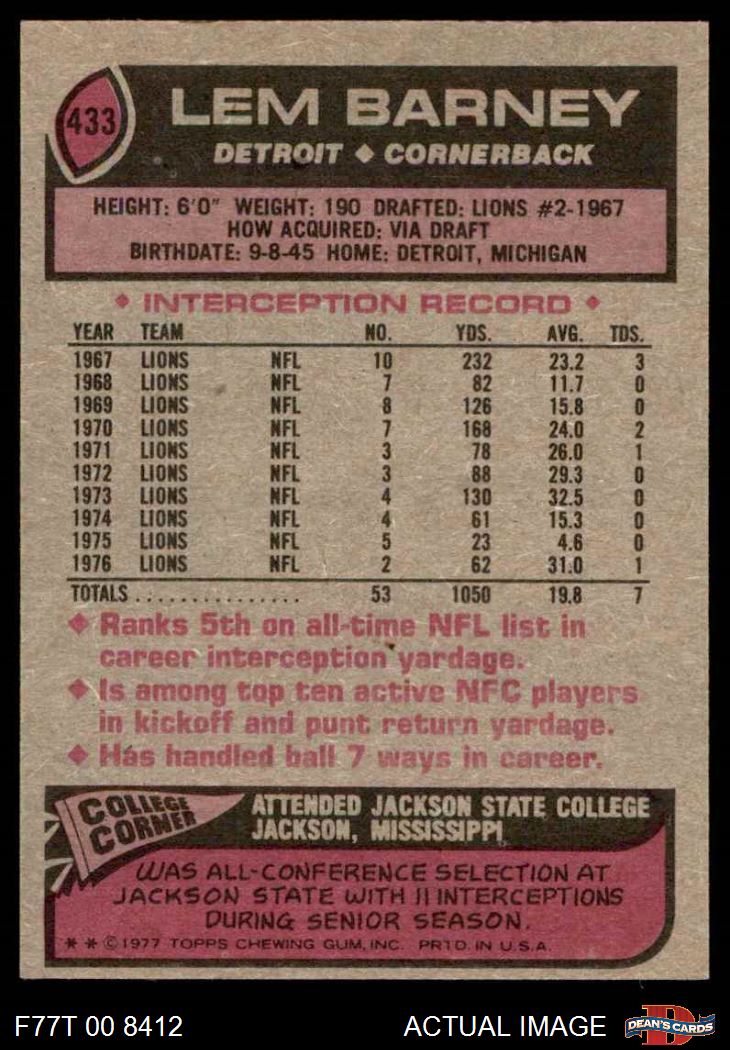 433
LEM BARNEY
DETROIT ♦ CORNERBACK
HEIGHT: 6'0" WEIGHT: 190 DRAFTED: LIONS #2-1967
HOW ACQUIRED: VIA DRAFT
BIRTHDATE: 9-8-45 HOME: DETROIT, MICHIGAN
♦ INTERCEPTION RECORD ♦
YEAR TEAM NO. YDS. AVG. TDS.
1967 LIONS NFL 10 232 23.2 3
1968 LIONS NFL 7 82 11.7 0
1969 LIONS NFL 8 126 15.8 0
1970 LIONS NFL 7 168 24.0 2
1971 LIONS NFL 3 78 26.0 1
1972 LIONS NFL 3 88 29.3 0
1973 LIONS NFL 4 130 32.5 0
1974 LIONS NFL 4 61 15.3 0
1975 LIONS NFL 5 23 4.6 0
1976 LIONS NFL 2 62 31.0 1
TOTALS ............... 53 1050 19.8 7
♦ Ranks 5th on all-time NFL list in
career interception yardage.
♦ Is among top ten active NFC players
in kickoff and punt return yardage.
♦ Has handled ball 7 ways in career.
COLLEGE
CORNER
ATTENDED JACKSON STATE COLLEGE
JACKSON, MISSISSIPPI
WAS ALL-CONFERENCE SELECTION AT
JACKSON STATE WITH 11 INTERCEPTIONS
DURING SENIOR SEASON.
* * © 1977 TOPPS CHEWING GUM, INC. PRTD. IN U.S.A.
F77T 00 8412
ACTUAL IMAGE
D
DEAN'S CARDS